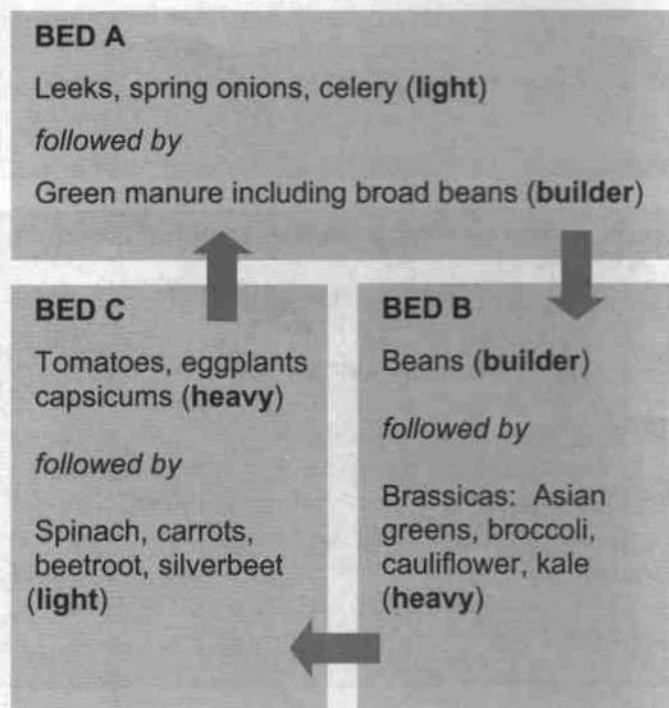 BED A
Leeks, spring onions, celery (light)
followed by
Green manure including broad beans (builder)
BED C
Tomatoes, eggplants
capsicums (heavy)
followed by
Spinach, carrots,
beetroot, silverbeet
(light)
BED B
Beans (builder)
followed by
Brassicas: Asian
greens, broccoli,
cauliflower, kale
(heavy)